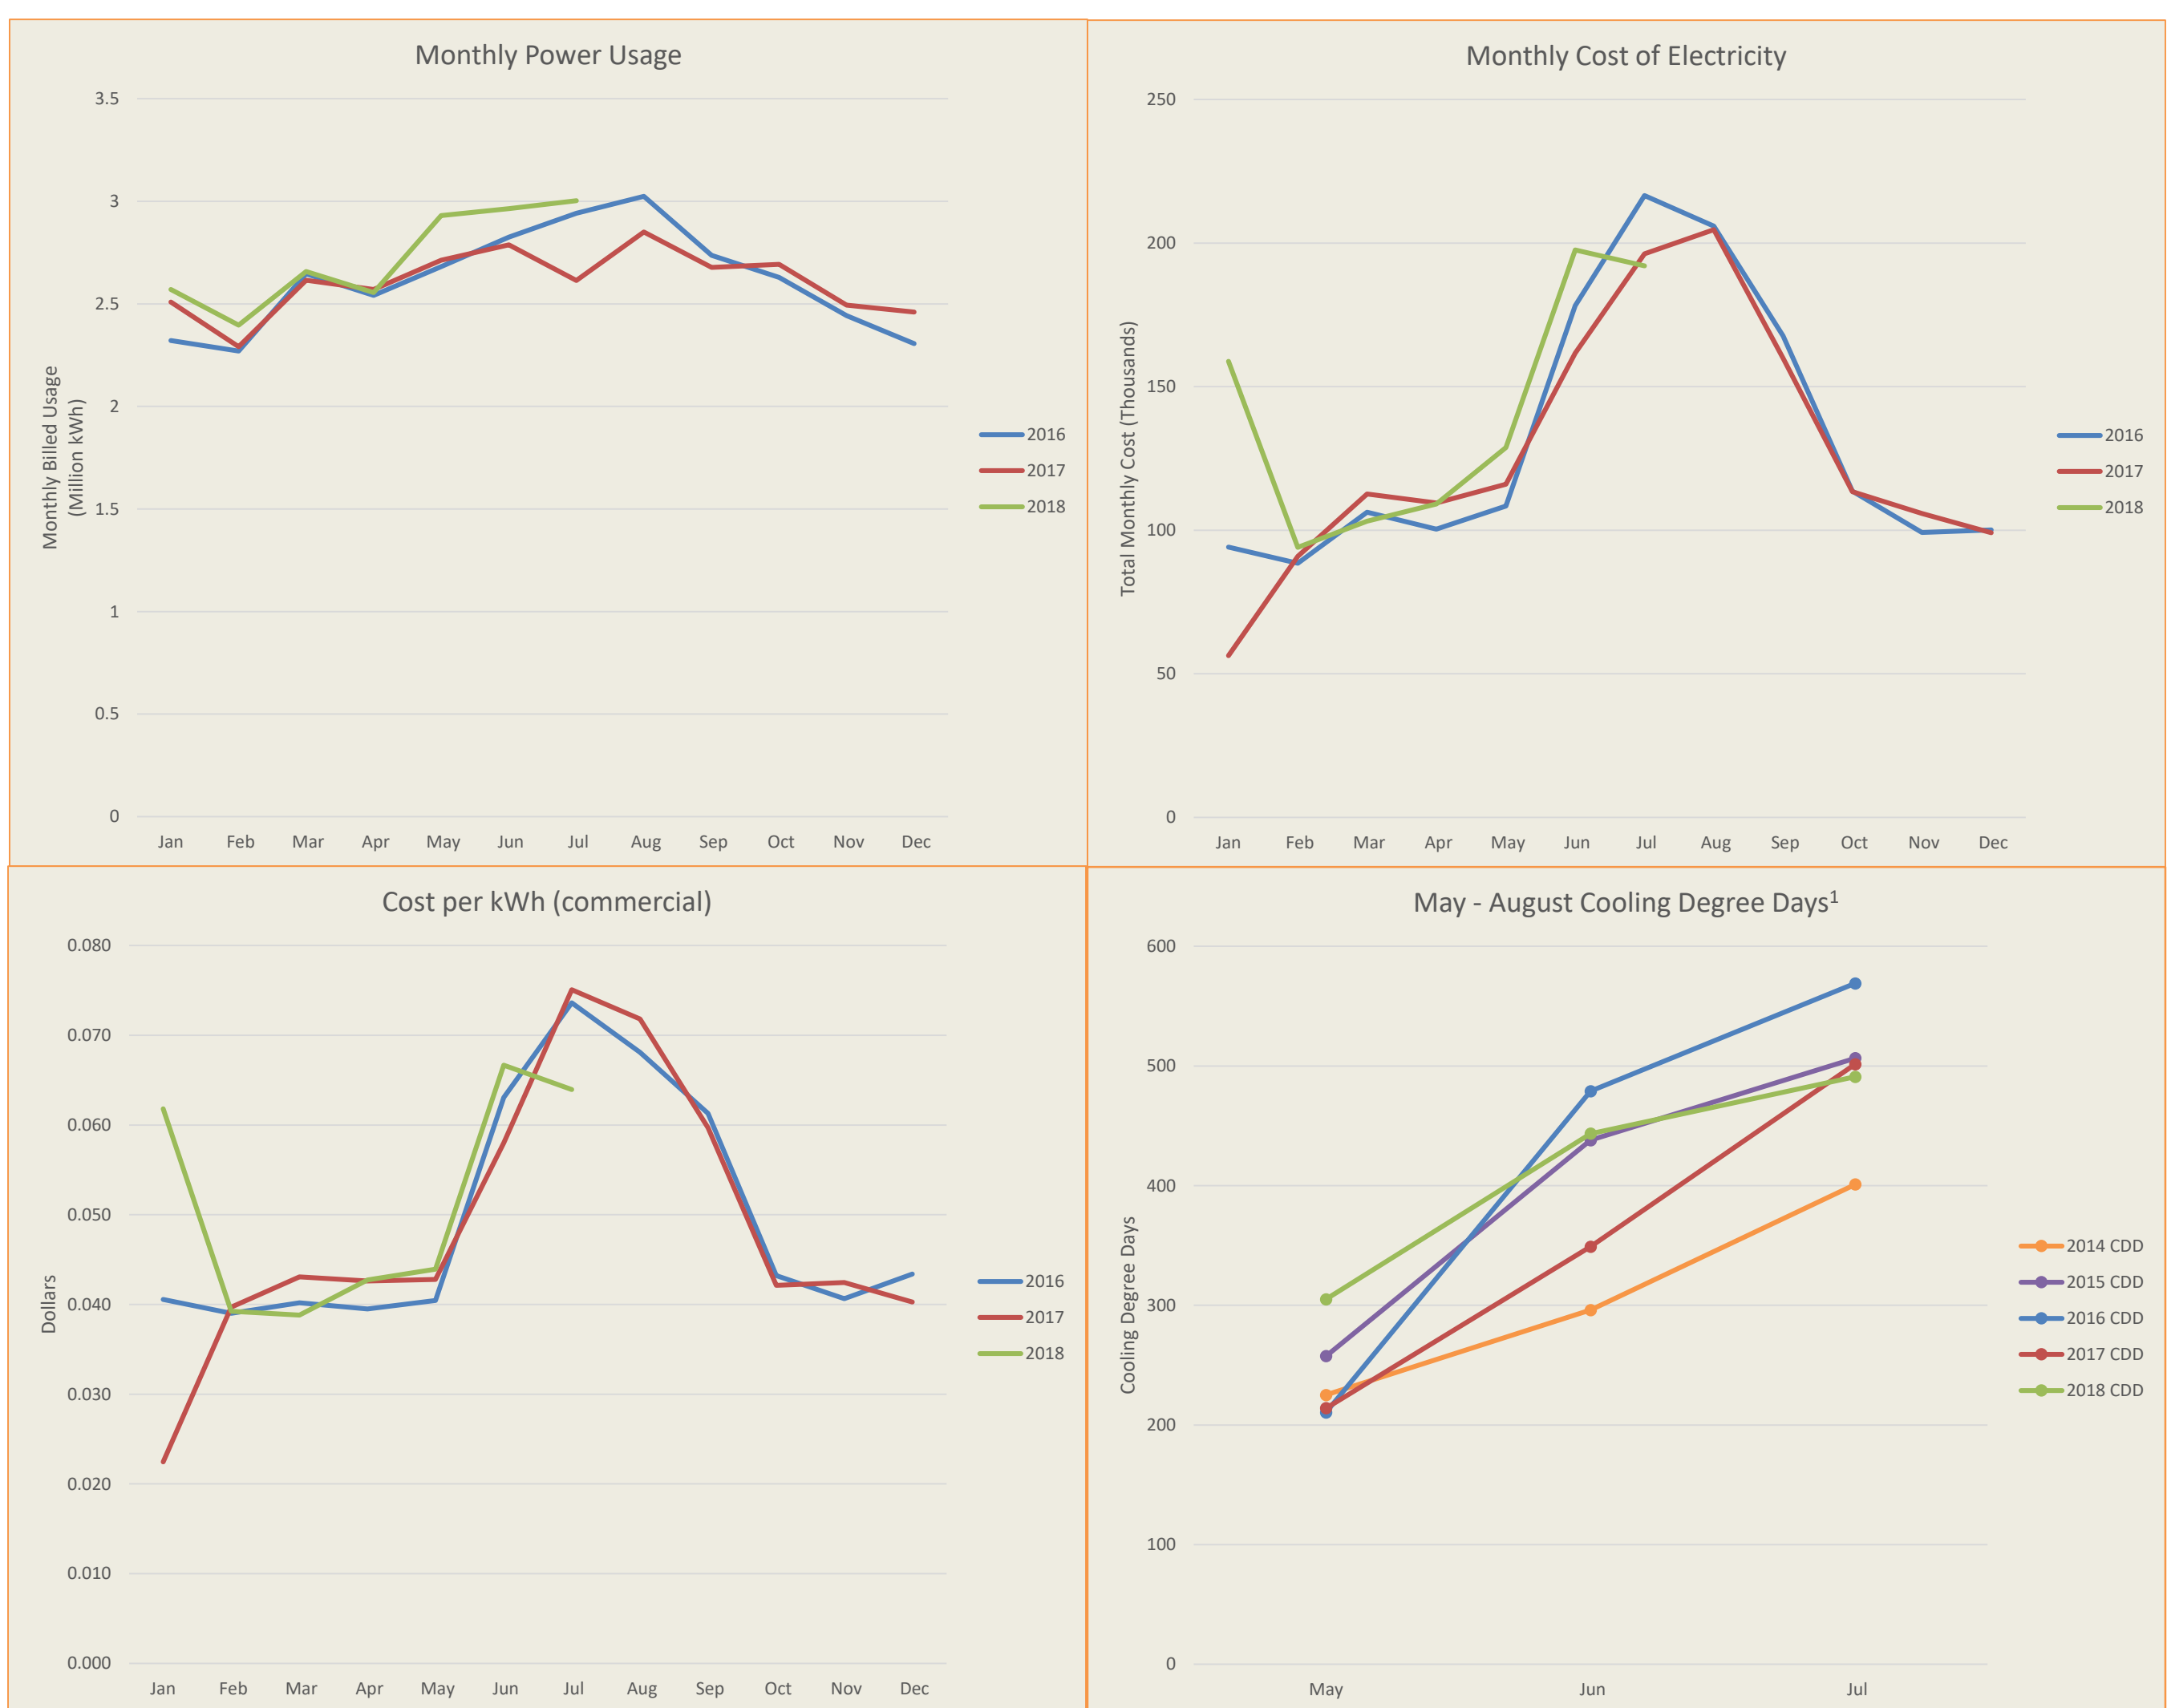 Monthly Power Usage
3.5
3
2.5
2
1.5
1
0.5
0
Monthly Billed Usage
(Million kWh)
Jan Feb Mar Apr May Jun Jul Aug Sep Oct Nov Dec
2016
2017
2018
Monthly Cost of Electricity
250
200
150
100
50
0
Total Monthly Cost (Thousands)
Jan Feb Mar Apr May Jun Jul Aug Sep Oct Nov Dec
2016
2017
2018
Cost per kWh (commercial)
0.080
0.070
0.060
0.050
0.040
0.030
0.020
0.010
0.000
Dollars
Jan Feb Mar Apr May Jun Jul Aug Sep Oct Nov Dec
2016
2017
2018
May - August Cooling Degree Days¹
600
500
400
300
200
100
0
Cooling Degree Days
May Jun Jul
2014 CDD
2015 CDD
2016 CDD
2017 CDD
2018 CDD